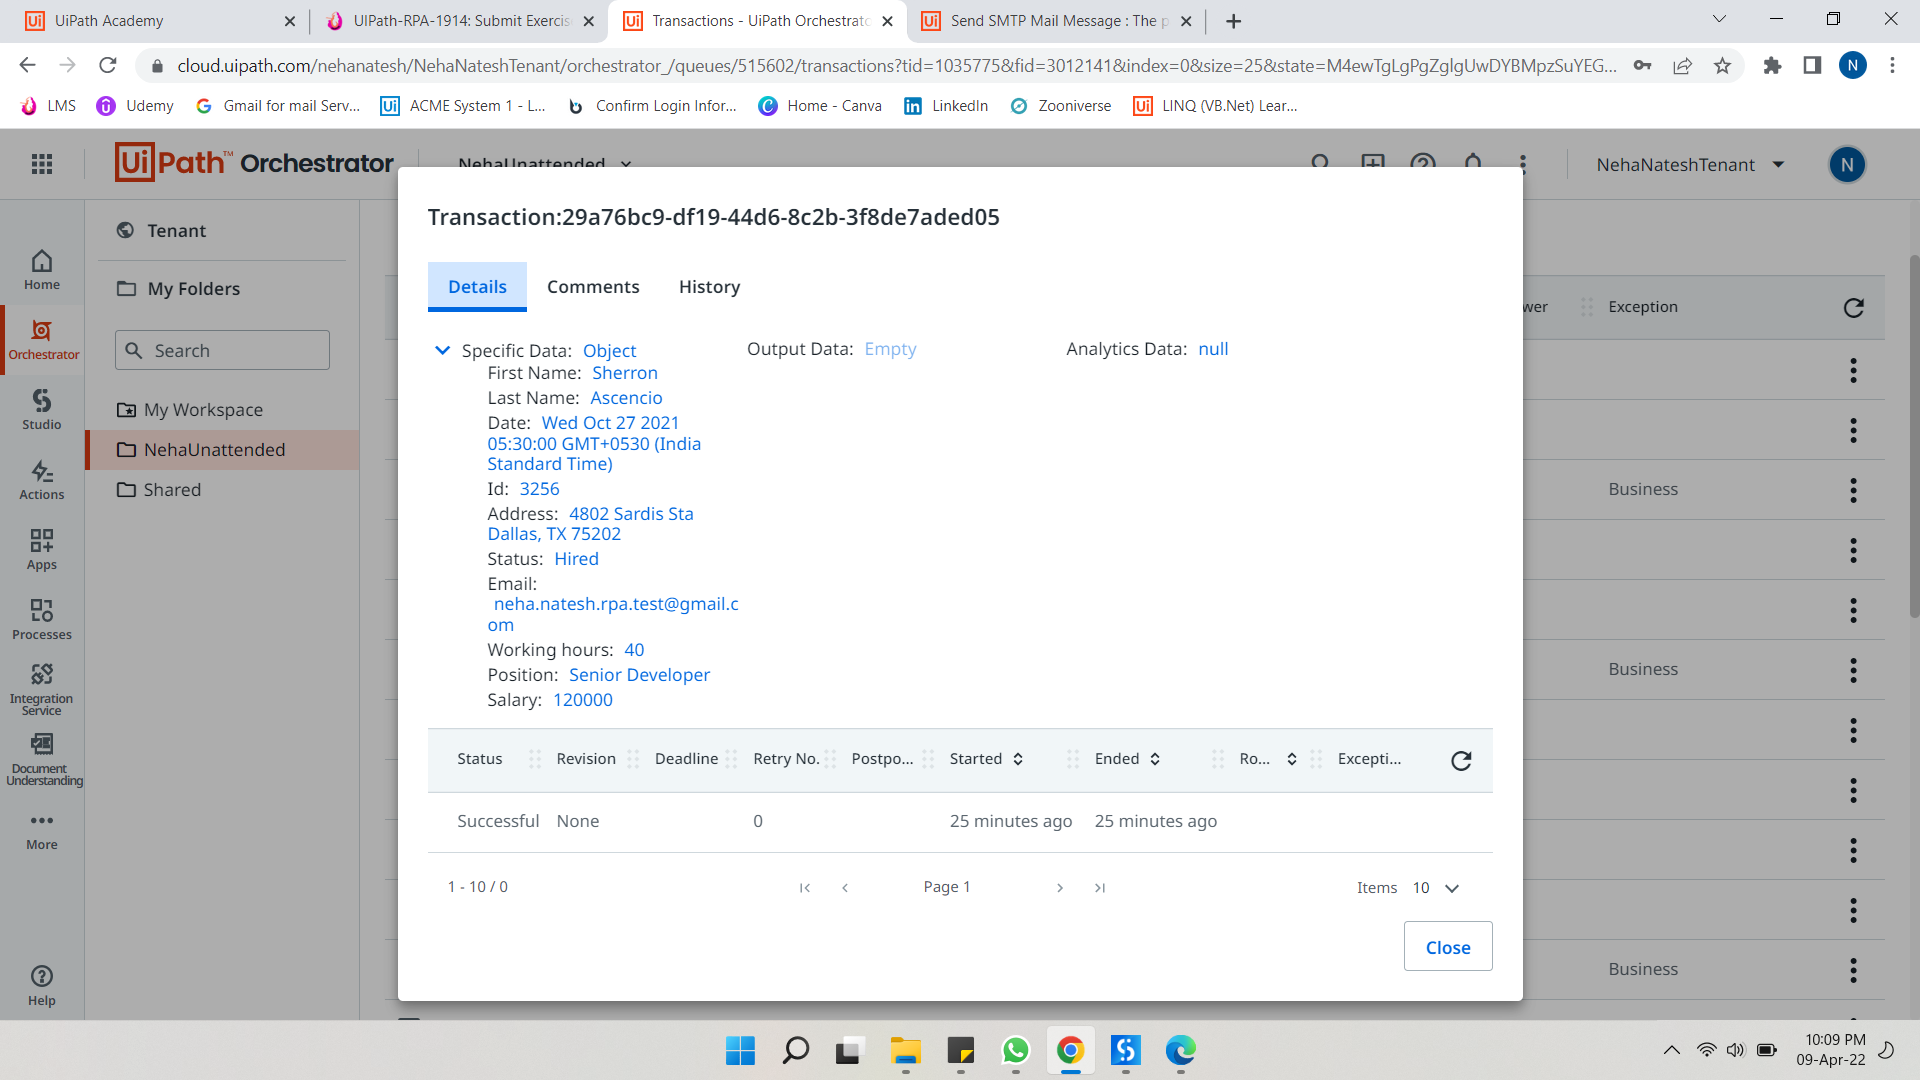 UiPath Academy
UIPath-RPA-1914: Submit Exercis
Transactions - UiPath Orchestrato
Send SMTP Mail Message : The p
cloud.uipath.com/nehanatesh/NehaNateshTenant/orchestrator_/queues/515602/transactions?tid=1035775&fid=3012141&index=0&size=25&state=M4ewTgLgPgZglgUwDYBMpzSuYEG...
N
LMS
Udemy
Gmail for mail Serv...
ACME System 1 - L...
Confirm Login Infor...
Home - Canva
LinkedIn
Zooniverse
LINQ (VB.Net) Lear...
UiPath™ Orchestrator
NehaUnattended
NehaNateshTenant
N
Home
Orchestrator
Studio
Actions
Apps
Processes
Integration
Service
Document
Understanding
More
Help
Tenant
My Folders
Search
My Workspace
NehaUnattended
Shared
Transaction:29a76bc9-df19-44d6-8c2b-3f8de7aded05
Details
Comments
History
Specific Data: Object
Output Data: Empty
Analytics Data: null
First Name: Sherron
Last Name: Ascencio
Date: Wed Oct 27 2021
05:30:00 GMT+0530 (India
Standard Time)
Id: 3256
Address: 4802 Sardis Sta
Dallas, TX 75202
Status: Hired
Email:
neha.natesh.rpa.test@gmail.c
om
Working hours: 40
Position: Senior Developer
Salary: 120000
Status Revision Deadline Retry No. Postpo... Started Ended Ro... Excepti...
Successful None 0 25 minutes ago 25 minutes ago
1 - 10 / 0
Page 1
Items 10
Close
wer
Exception
Business
Business
Business
10:09 PM
09-Apr-22